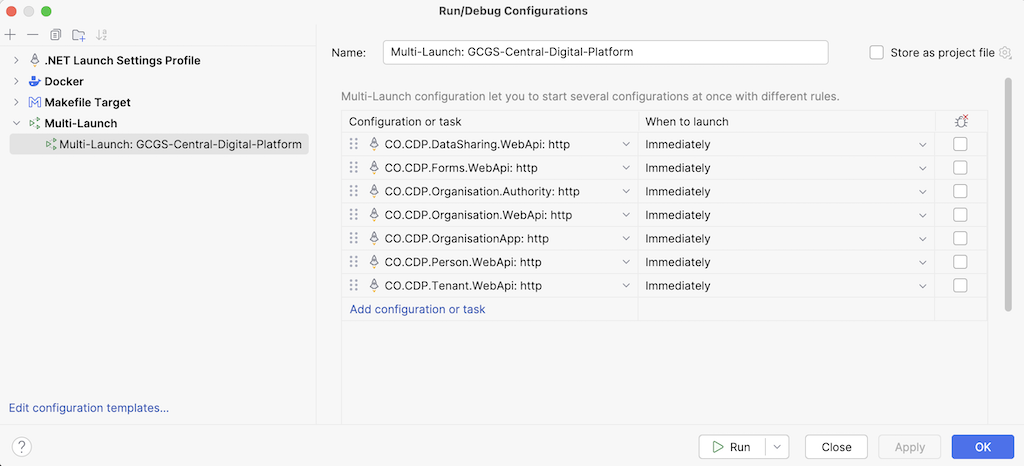 Run/Debug Configurations
.NET Launch Settings Profile
Docker
Makefile Target
Multi-Launch
Multi-Launch: GCGS-Central-Digital-Platform
Edit configuration templates...
?
Name: Multi-Launch: GCGS-Central-Digital-Platform
Store as project file
Multi-Launch configuration let you to start several configurations at once with different rules.
Configuration or task When to launch
CO.CDP.DataSharing.WebApi: http Immediately
CO.CDP.Forms.WebApi: http Immediately
CO.CDP.Organisation.Authority: http Immediately
CO.CDP.Organisation.WebApi: http Immediately
CO.CDP.OrganisationApp: http Immediately
CO.CDP.Person.WebApi: http Immediately
CO.CDP.Tenant.WebApi: http Immediately
Add configuration or task
Run Close Apply OK